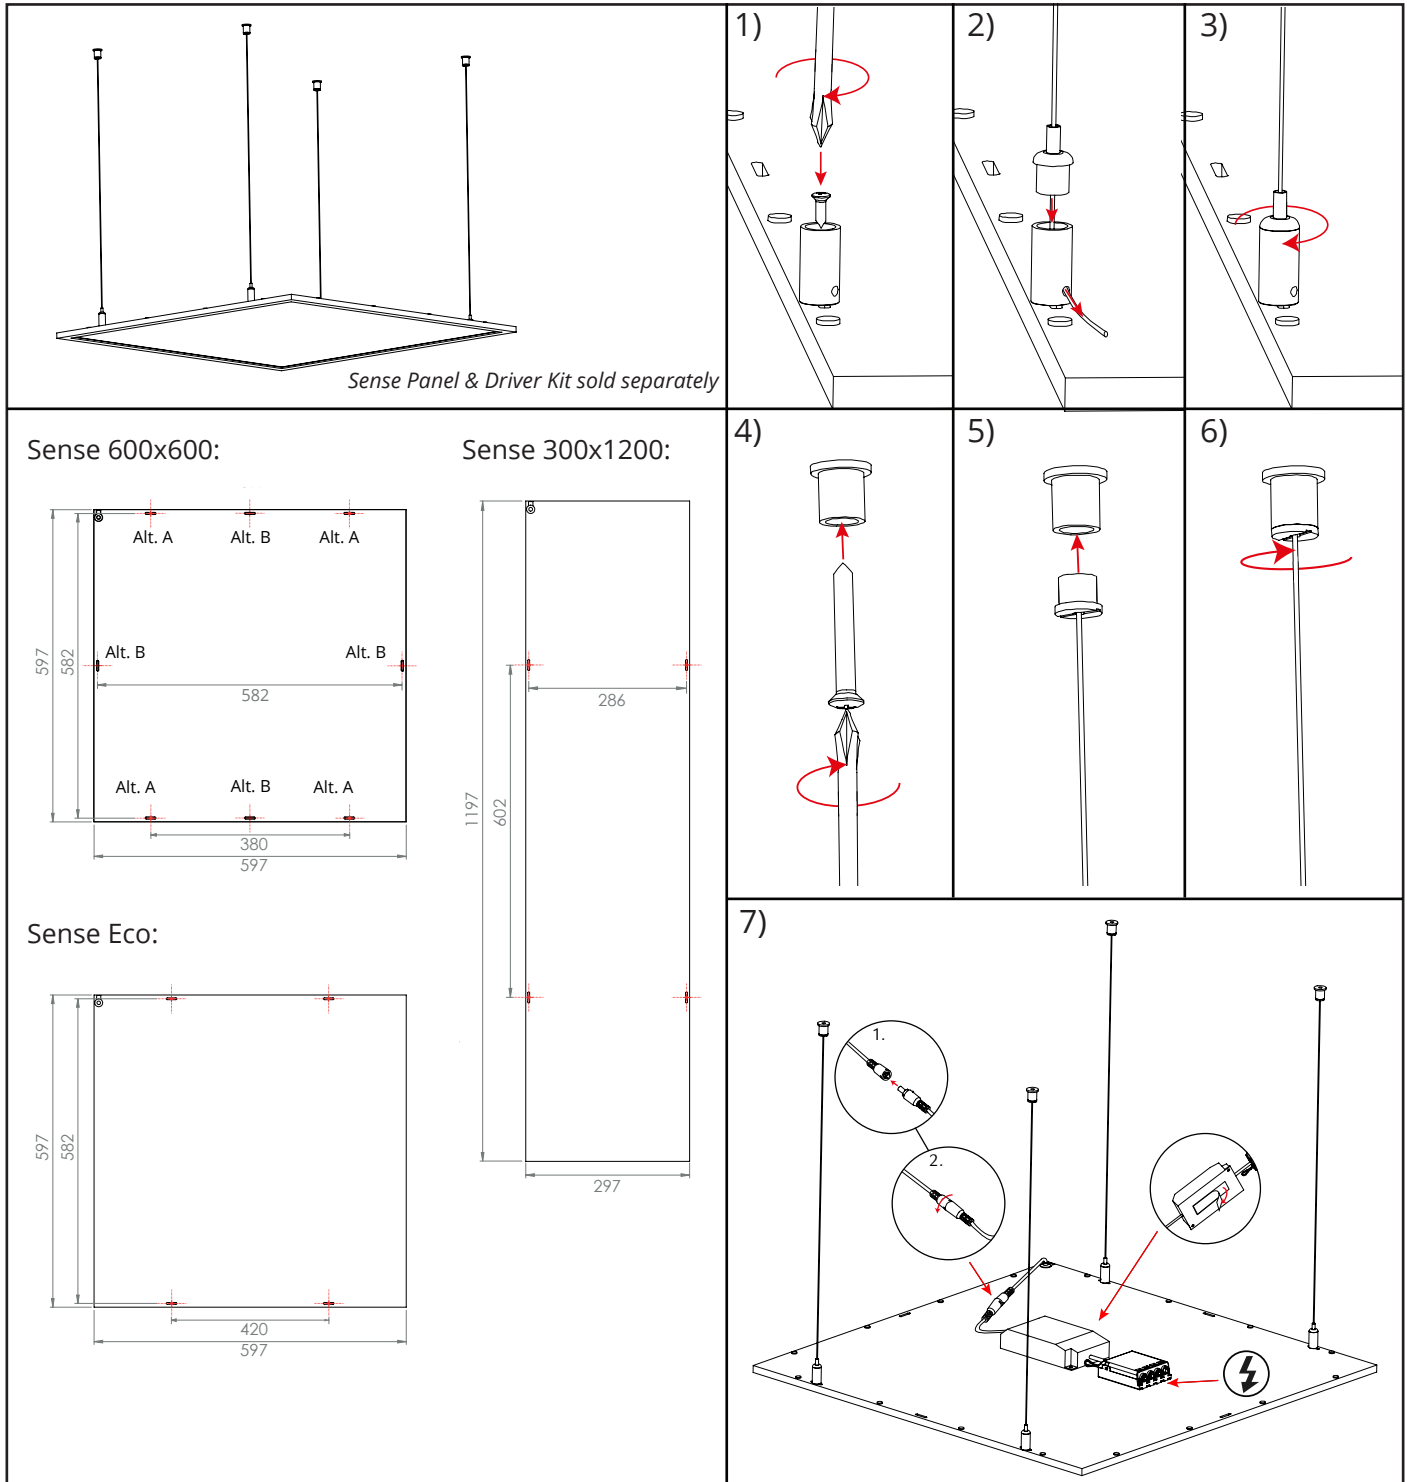 Sense Panel & Driver Kit sold separately
1)
2)
3)
Sense 600x600:
Alt. A
Alt. B
Alt. A
597
582
Alt. B
Alt. B
582
Alt. A
Alt. B
Alt. A
380
597
Sense 300x1200:
286
1197
602
297
Sense Eco:
597
582
420
597
4)
5)
6)
7)
1.
2.